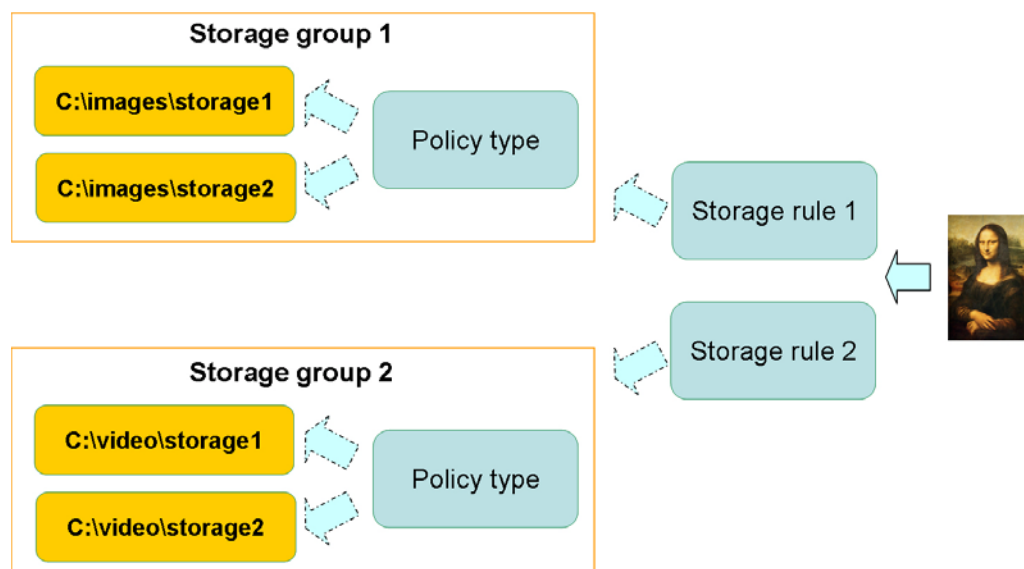 Storage group 1
C:\images\storage1
Policy type
C:\images\storage2
Storage rule 1
Storage rule 2
Storage group 2
C:\video\storage1
Policy type
C:\video\storage2